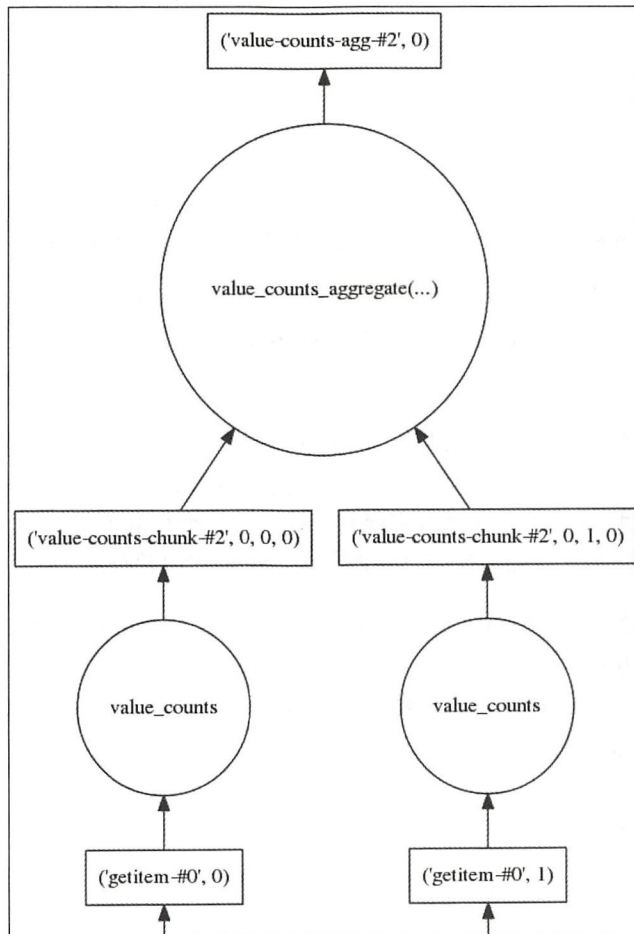 ('value-counts-agg-#2', 0)
value_counts_aggregate(...)
('value-counts-chunk-#2', 0, 0, 0)
('value-counts-chunk-#2', 0, 1, 0)
value_counts
value_counts
('getitem-#0', 0)
('getitem-#0', 1)